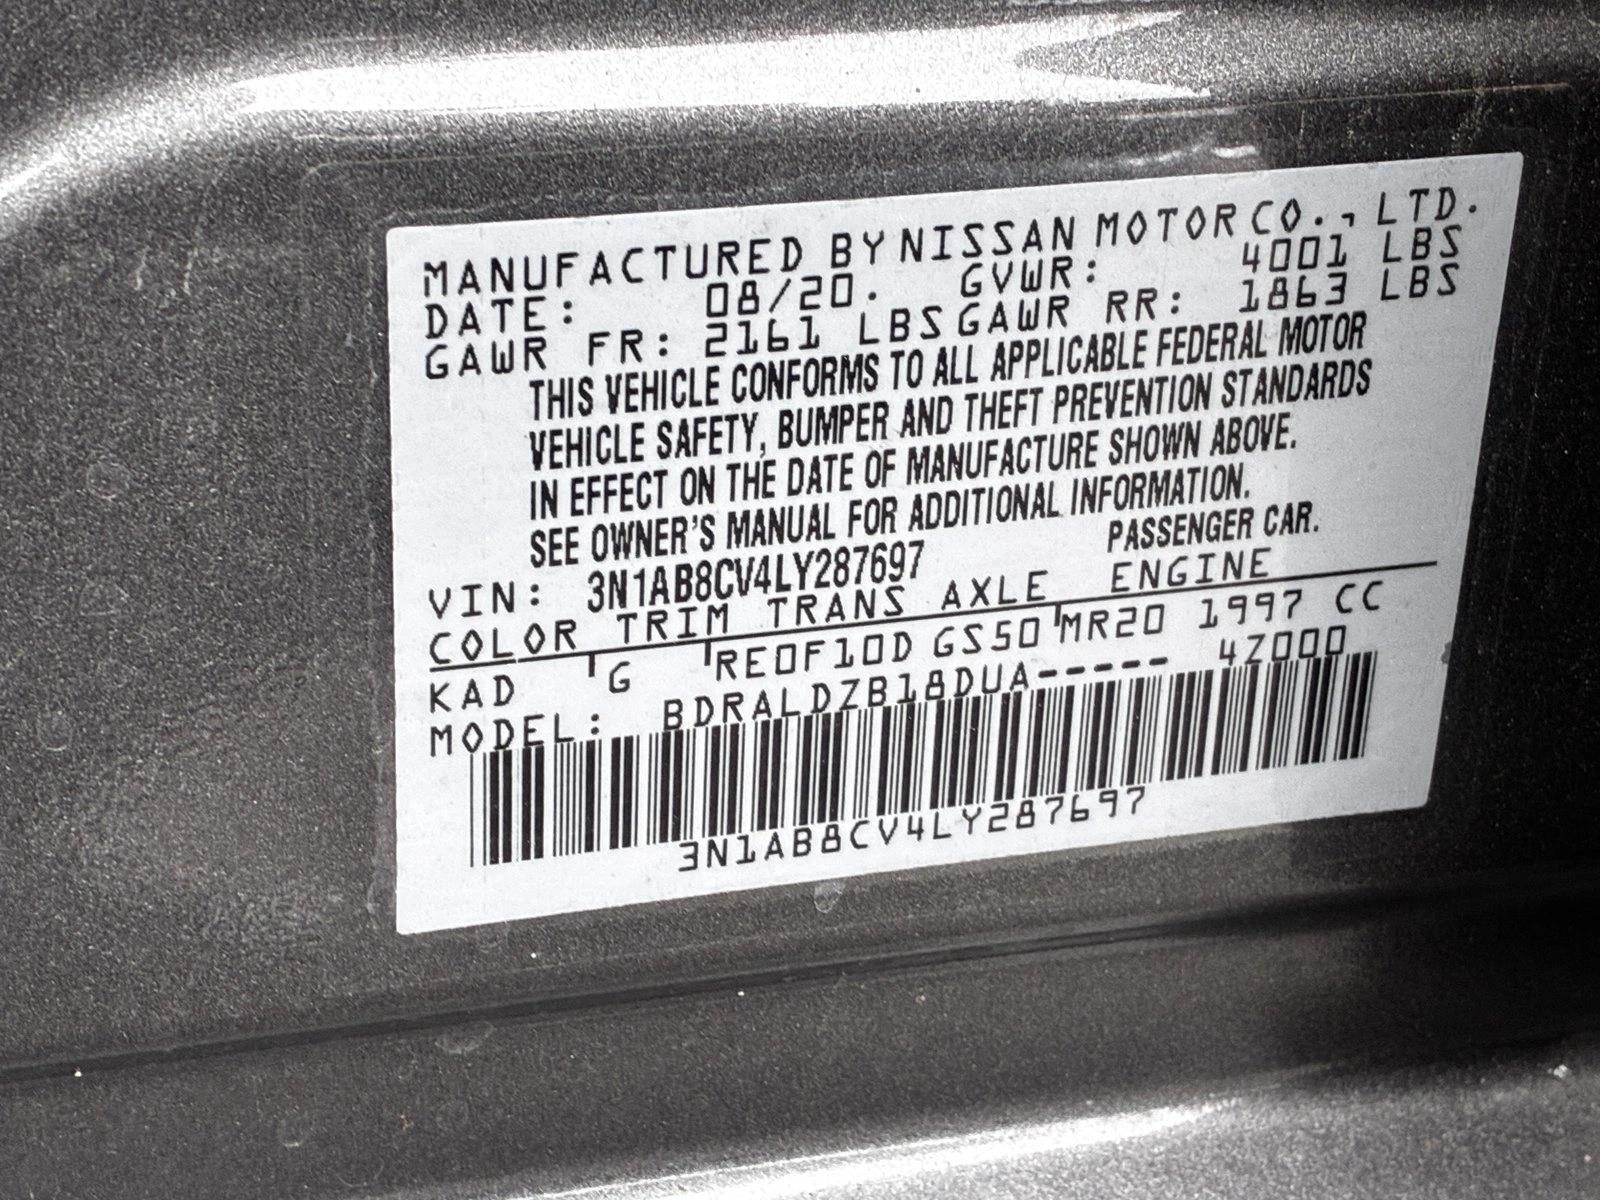 MANUFACTURED BY NISSAN MOTOR CO., LTD.
DATE: 08/20. GVWR: 4001 LBS
GAWR FR: 2161 LBS GAWR RR: 1863 LBS
THIS VEHICLE CONFORMS TO ALL APPLICABLE FEDERAL MOTOR
VEHICLE SAFETY, BUMPER AND THEFT PREVENTION STANDARDS
IN EFFECT ON THE DATE OF MANUFACTURE SHOWN ABOVE.
SEE OWNER'S MANUAL FOR ADDITIONAL INFORMATION.
VIN: 3N1AB8CV4LY287697 PASSENGER CAR.
COLOR TRIM TRANS AXLE ENGINE
KAD G RE0F10D GS50 MR20 1997 CC
MODEL: BDRALDZB18DUA----- 4Z000
3N1AB8CV4LY287697